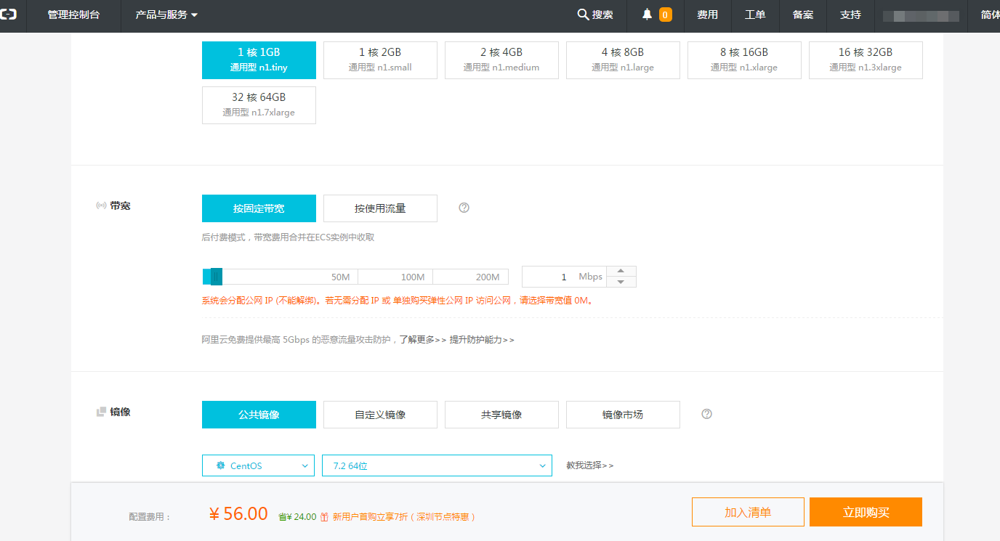 管理控制台 产品与服务 搜索 0 费用 工单 备案 支持 简体
1 核 1GB 1 核 2GB 2 核 4GB 4 核 8GB 8 核 16GB 16 核 32GB
通用型 n1.tiny 通用型 n1.small 通用型 n1.medium 通用型 n1.large 通用型 n1.xlarge 通用型 n1.3xlarge
32 核 64GB
通用型 n1.7xlarge
带宽 按固定带宽 按使用流量
后付费模式，带宽费用合并在ECS实例中收取
50M 100M 200M 1 Mbps
系统会分配公网 IP (不能解绑)。若无需分配 IP 或 单独购买弹性公网 IP 访问公网，请选择带宽值 0M。
阿里云免费提供最高 5Gbps 的恶意流量攻击防护，了解更多>> 提升防护能力>>
镜像 公共镜像 自定义镜像 共享镜像 镜像市场
CentOS 7.2 64位 教我选择>>
配置费用： ¥ 56.00 省¥ 24.00 新用户首购立享7折（深圳节点特惠） 加入清单 立即购买